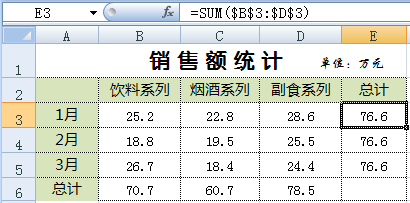 E3 fx =SUM($B$3:$D$3)
A B C D E
1 销售额统计 单位：万元
2 饮料系列 烟酒系列 副食系列 总计
3 1月 25.2 22.8 28.6 76.6
4 2月 18.8 19.5 25.5 76.6
5 3月 26.7 18.4 24.4 76.6
6 总计 70.7 60.7 78.5